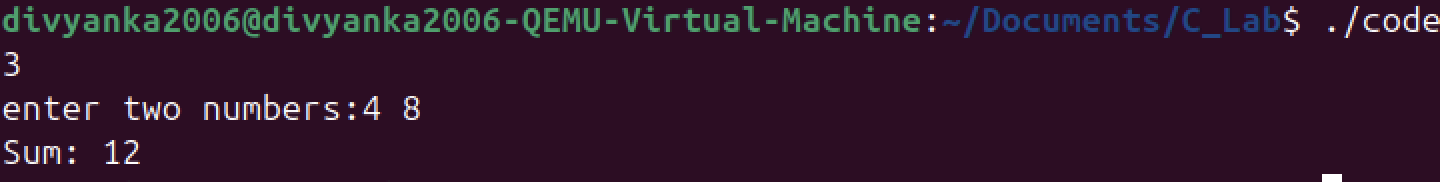 divyanka2006@divyanka2006-QEMU-Virtual-Machine:~/Documents/C_Lab$ ./code
3
enter two numbers:4 8
Sum: 12